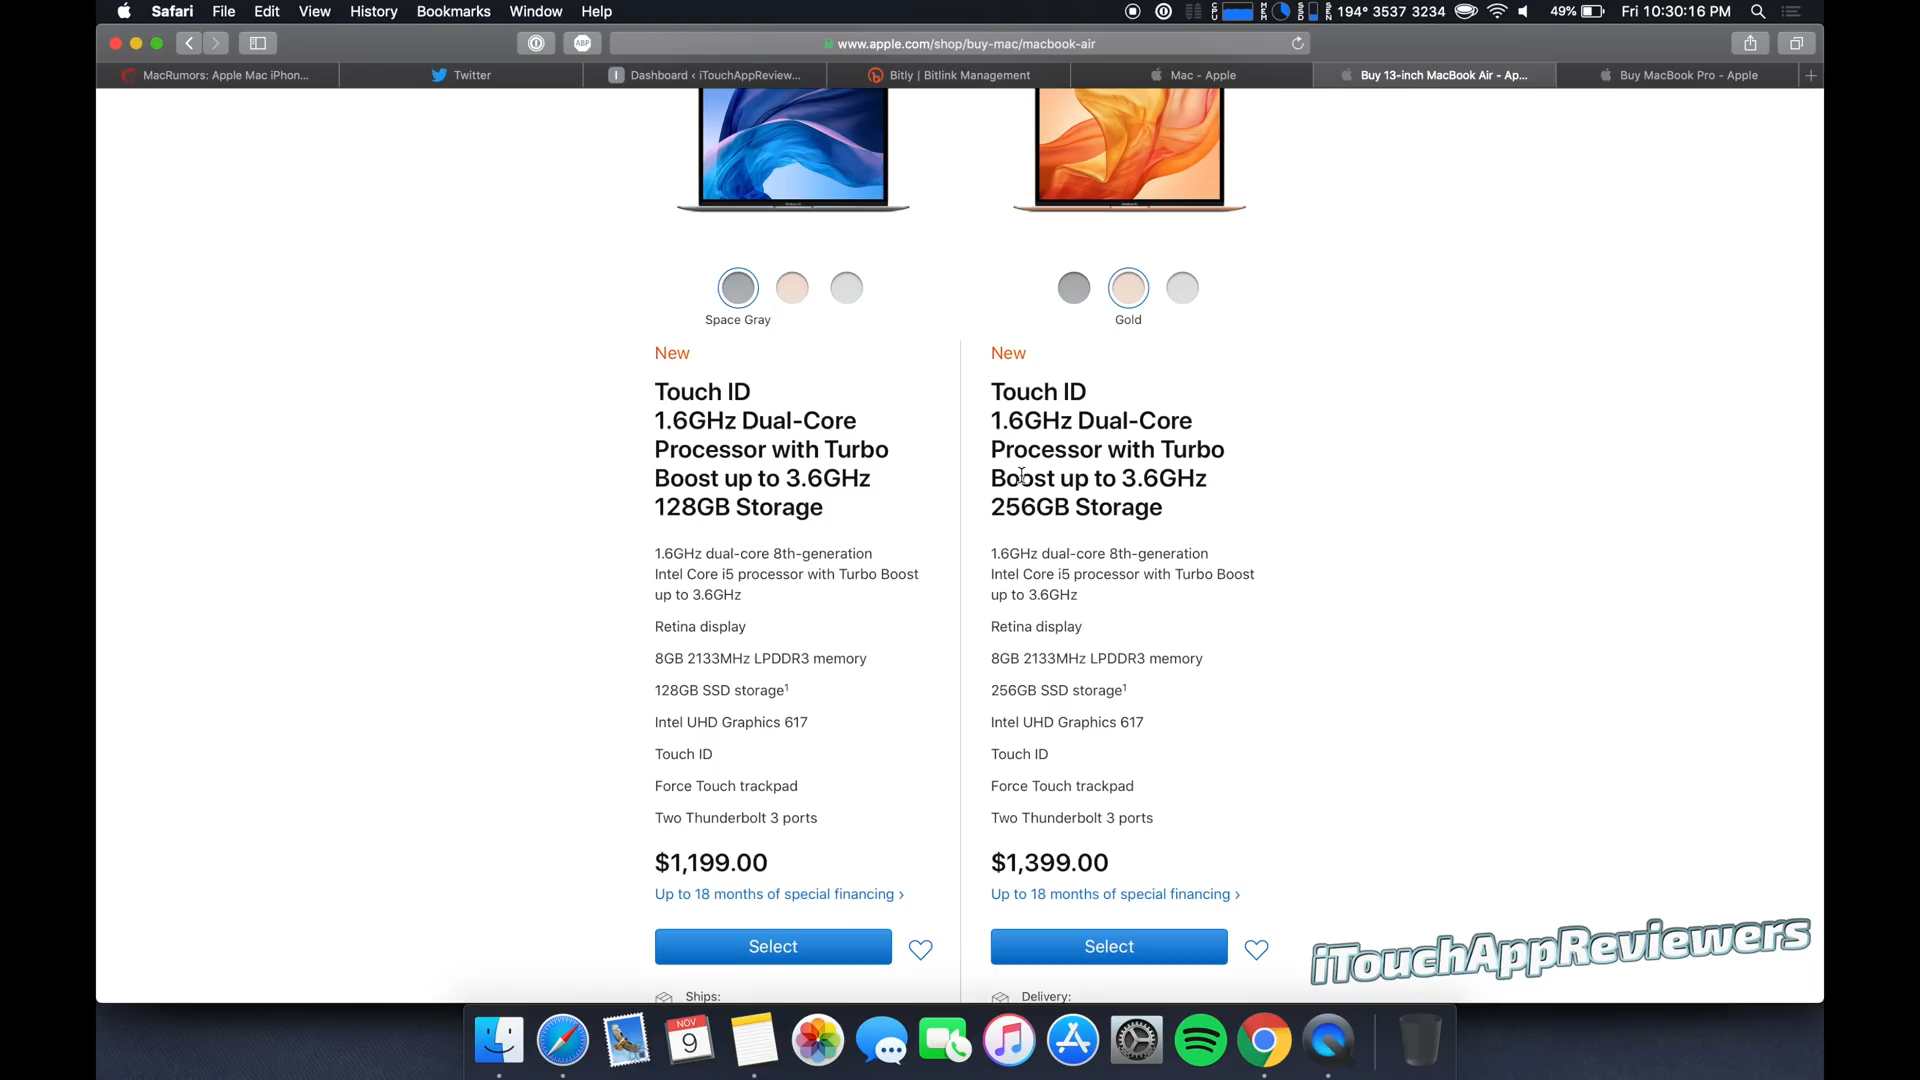 Safari File Edit View History Bookmarks Window Help
194° 3537 3234 49% Fri 10:30:16 PM
ABP www.apple.com/shop/buy-mac/macbook-air
MacRumors: Apple Mac iPhon... Twitter Dashboard ‹ iTouchAppReview... Bitly | Bitlink Management Mac - Apple Buy 13-inch MacBook Air - Ap... Buy MacBook Pro - Apple
Space Gray
New
Touch ID
1.6GHz Dual-Core
Processor with Turbo
Boost up to 3.6GHz
128GB Storage
1.6GHz dual-core 8th-generation
Intel Core i5 processor with Turbo Boost
up to 3.6GHz
Retina display
8GB 2133MHz LPDDR3 memory
128GB SSD storage¹
Intel UHD Graphics 617
Touch ID
Force Touch trackpad
Two Thunderbolt 3 ports
$1,199.00
Up to 18 months of special financing ›
Select
Ships:
Gold
New
Touch ID
1.6GHz Dual-Core
Processor with Turbo
Boost up to 3.6GHz
256GB Storage
1.6GHz dual-core 8th-generation
Intel Core i5 processor with Turbo Boost
up to 3.6GHz
Retina display
8GB 2133MHz LPDDR3 memory
256GB SSD storage¹
Intel UHD Graphics 617
Touch ID
Force Touch trackpad
Two Thunderbolt 3 ports
$1,399.00
Up to 18 months of special financing ›
Select
Delivery:
iTouchAppReviewers
NOV
9